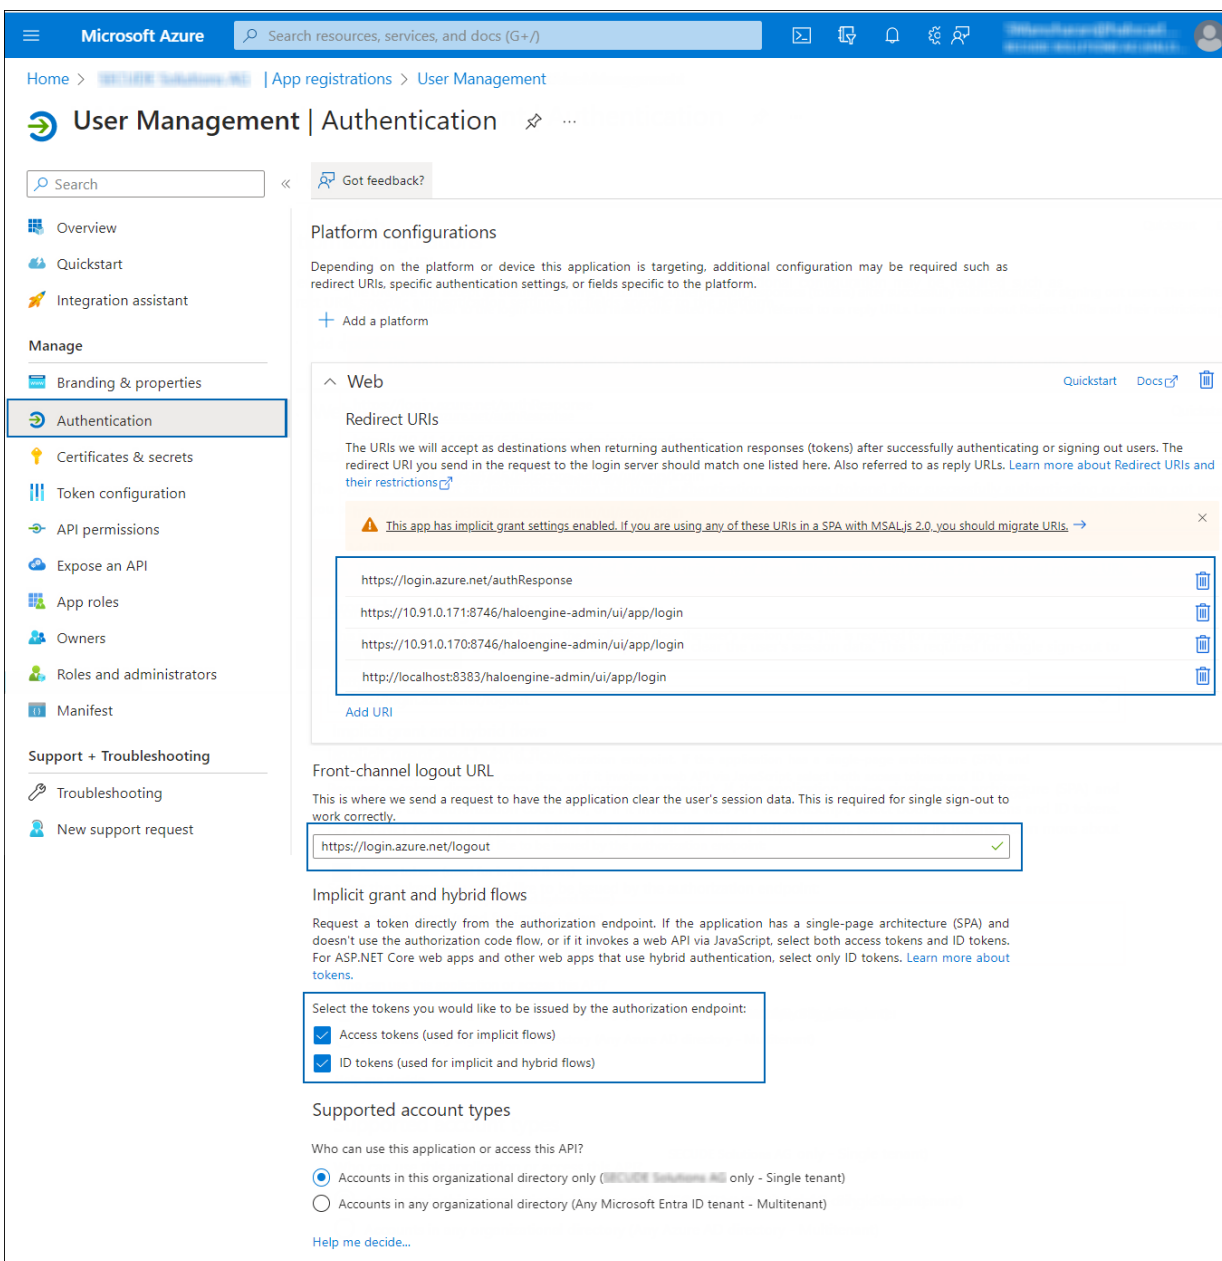 Microsoft Azure
Search resources, services, and docs (G+/)
Home > | App registrations > User Management
User Management | Authentication
Search
«
Got feedback?
Overview
Quickstart
Integration assistant
Manage
Branding & properties
Authentication
Certificates & secrets
Token configuration
API permissions
Expose an API
App roles
Owners
Roles and administrators
Manifest
Support + Troubleshooting
Troubleshooting
New support request
Platform configurations
Depending on the platform or device this application is targeting, additional configuration may be required such as
redirect URIs, specific authentication settings, or fields specific to the platform.
Add a platform
Web
Quickstart Docs
Redirect URIs
The URIs we will accept as destinations when returning authentication responses (tokens) after successfully authenticating or signing out users. The
redirect URI you send in the request to the login server should match one listed here. Also referred to as reply URLs. Learn more about Redirect URIs and
their restrictions
This app has implicit grant settings enabled. If you are using any of these URIs in a SPA with MSAL.js 2.0, you should migrate URIs.
https://login.azure.net/authResponse
https://10.91.0.171:8746/haloengine-admin/ui/app/login
https://10.91.0.170:8746/haloengine-admin/ui/app/login
http://localhost:8383/haloengine-admin/ui/app/login
Add URI
Front-channel logout URL
This is where we send a request to have the application clear the user's session data. This is required for single sign-out to
work correctly.
https://login.azure.net/logout
Implicit grant and hybrid flows
Request a token directly from the authorization endpoint. If the application has a single-page architecture (SPA) and
doesn't use the authorization code flow, or if it invokes a web API via JavaScript, select both access tokens and ID tokens.
For ASP.NET Core web apps and other web apps that use hybrid authentication, select only ID tokens. Learn more about
tokens.
Select the tokens you would like to be issued by the authorization endpoint:
Access tokens (used for implicit flows)
ID tokens (used for implicit and hybrid flows)
Supported account types
Who can use this application or access this API?
Accounts in this organizational directory only ( only - Single tenant)
Accounts in any organizational directory (Any Microsoft Entra ID tenant - Multitenant)
Help me decide...